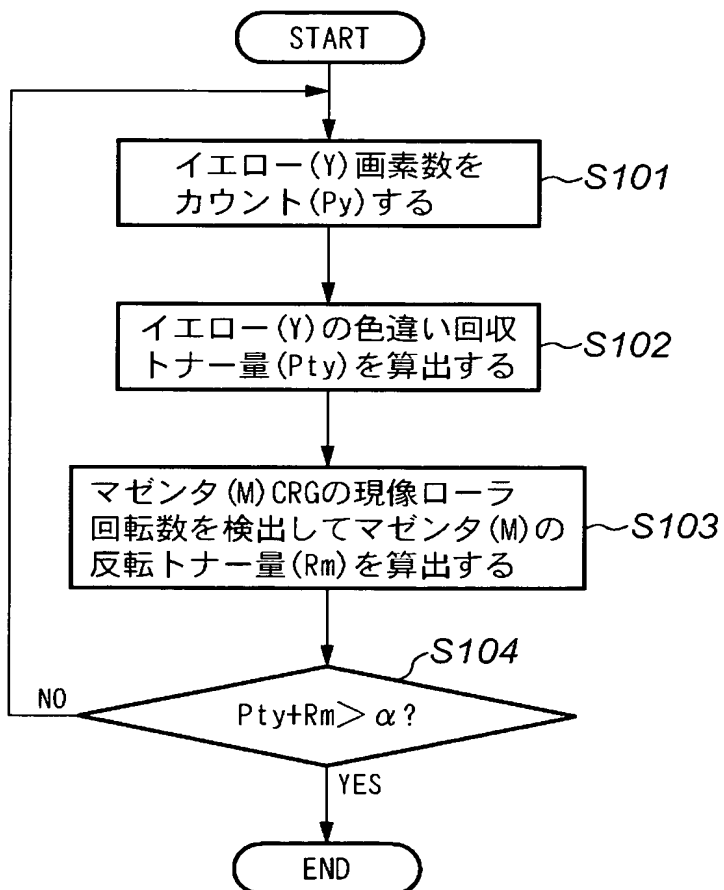 START
イエロー(Y)画素数を
カウント(Py)する
S101
イエロー(Y)の色違い回収
トナー量(Pty)を算出する
S102
マゼンタ(M)CRGの現像ローラ
回転数を検出してマゼンタ(M)の
反転トナー量(Rm)を算出する
S103
S104
Pty+Rm＞α?
NO
YES
END